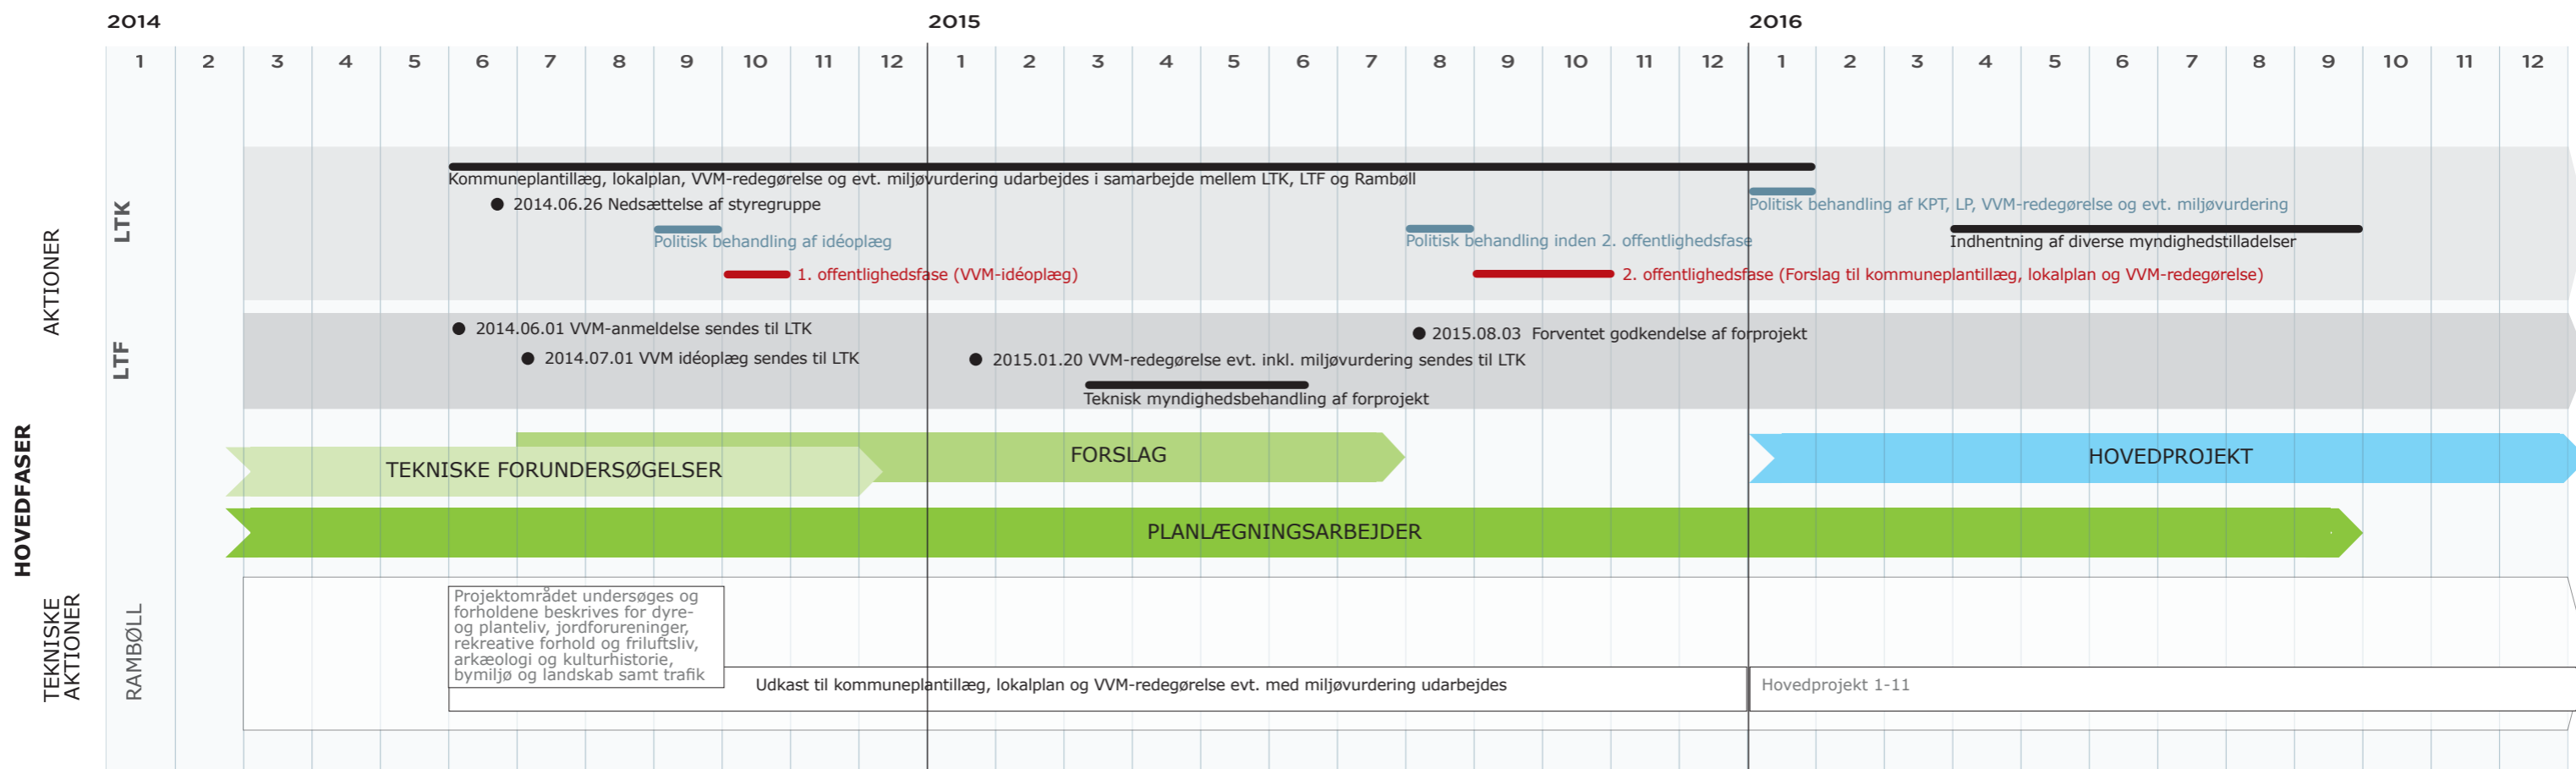 2014 2015 2016
1 2 3 4 5 6 7 8 9 10 11 12 1 2 3 4 5 6 7 8 9 10 11 12 1 2 3 4 5 6 7 8 9 10 11 12
AKTIONER
LTK
Kommuneplantillæg, lokalplan, VVM-redegørelse og evt. miljøvurdering udarbejdes i samarbejde mellem LTK, LTF og Rambøll
2014.06.26 Nedsættelse af styregruppe
Politisk behandling af KPT, LP, VVM-redegørelse og evt. miljøvurdering
Politisk behandling af idéoplæg
Politisk behandling inden 2. offentlighedsfase
Indhentning af diverse myndighedstilladelser
1. offentlighedsfase (VVM-idéoplæg)
2. offentlighedsfase (Forslag til kommuneplantillæg, lokalplan og VVM-redegørelse)
LTF
2014.06.01 VVM-anmeldelse sendes til LTK
2015.08.03 Forventet godkendelse af forprojekt
2014.07.01 VVM idéoplæg sendes til LTK
2015.01.20 VVM-redegørelse evt. inkl. miljøvurdering sendes til LTK
Teknisk myndighedsbehandling af forprojekt
HOVEDFASER
FORSLAG
TEKNISKE FORUNDERSØGELSER
HOVEDPROJEKT
PLANLÆGNINGSARBEJDER
TEKNISKE
AKTIONER
RAMBØLL
Projektområdet undersøges og
forholdene beskrives for dyre-
og planteliv, jordforureninger,
rekreative forhold og friluftsliv,
arkæologi og kulturhistorie,
bymiljø og landskab samt trafik
Udkast til kommuneplantillæg, lokalplan og VVM-redegørelse evt. med miljøvurdering udarbejdes
Hovedprojekt 1-11